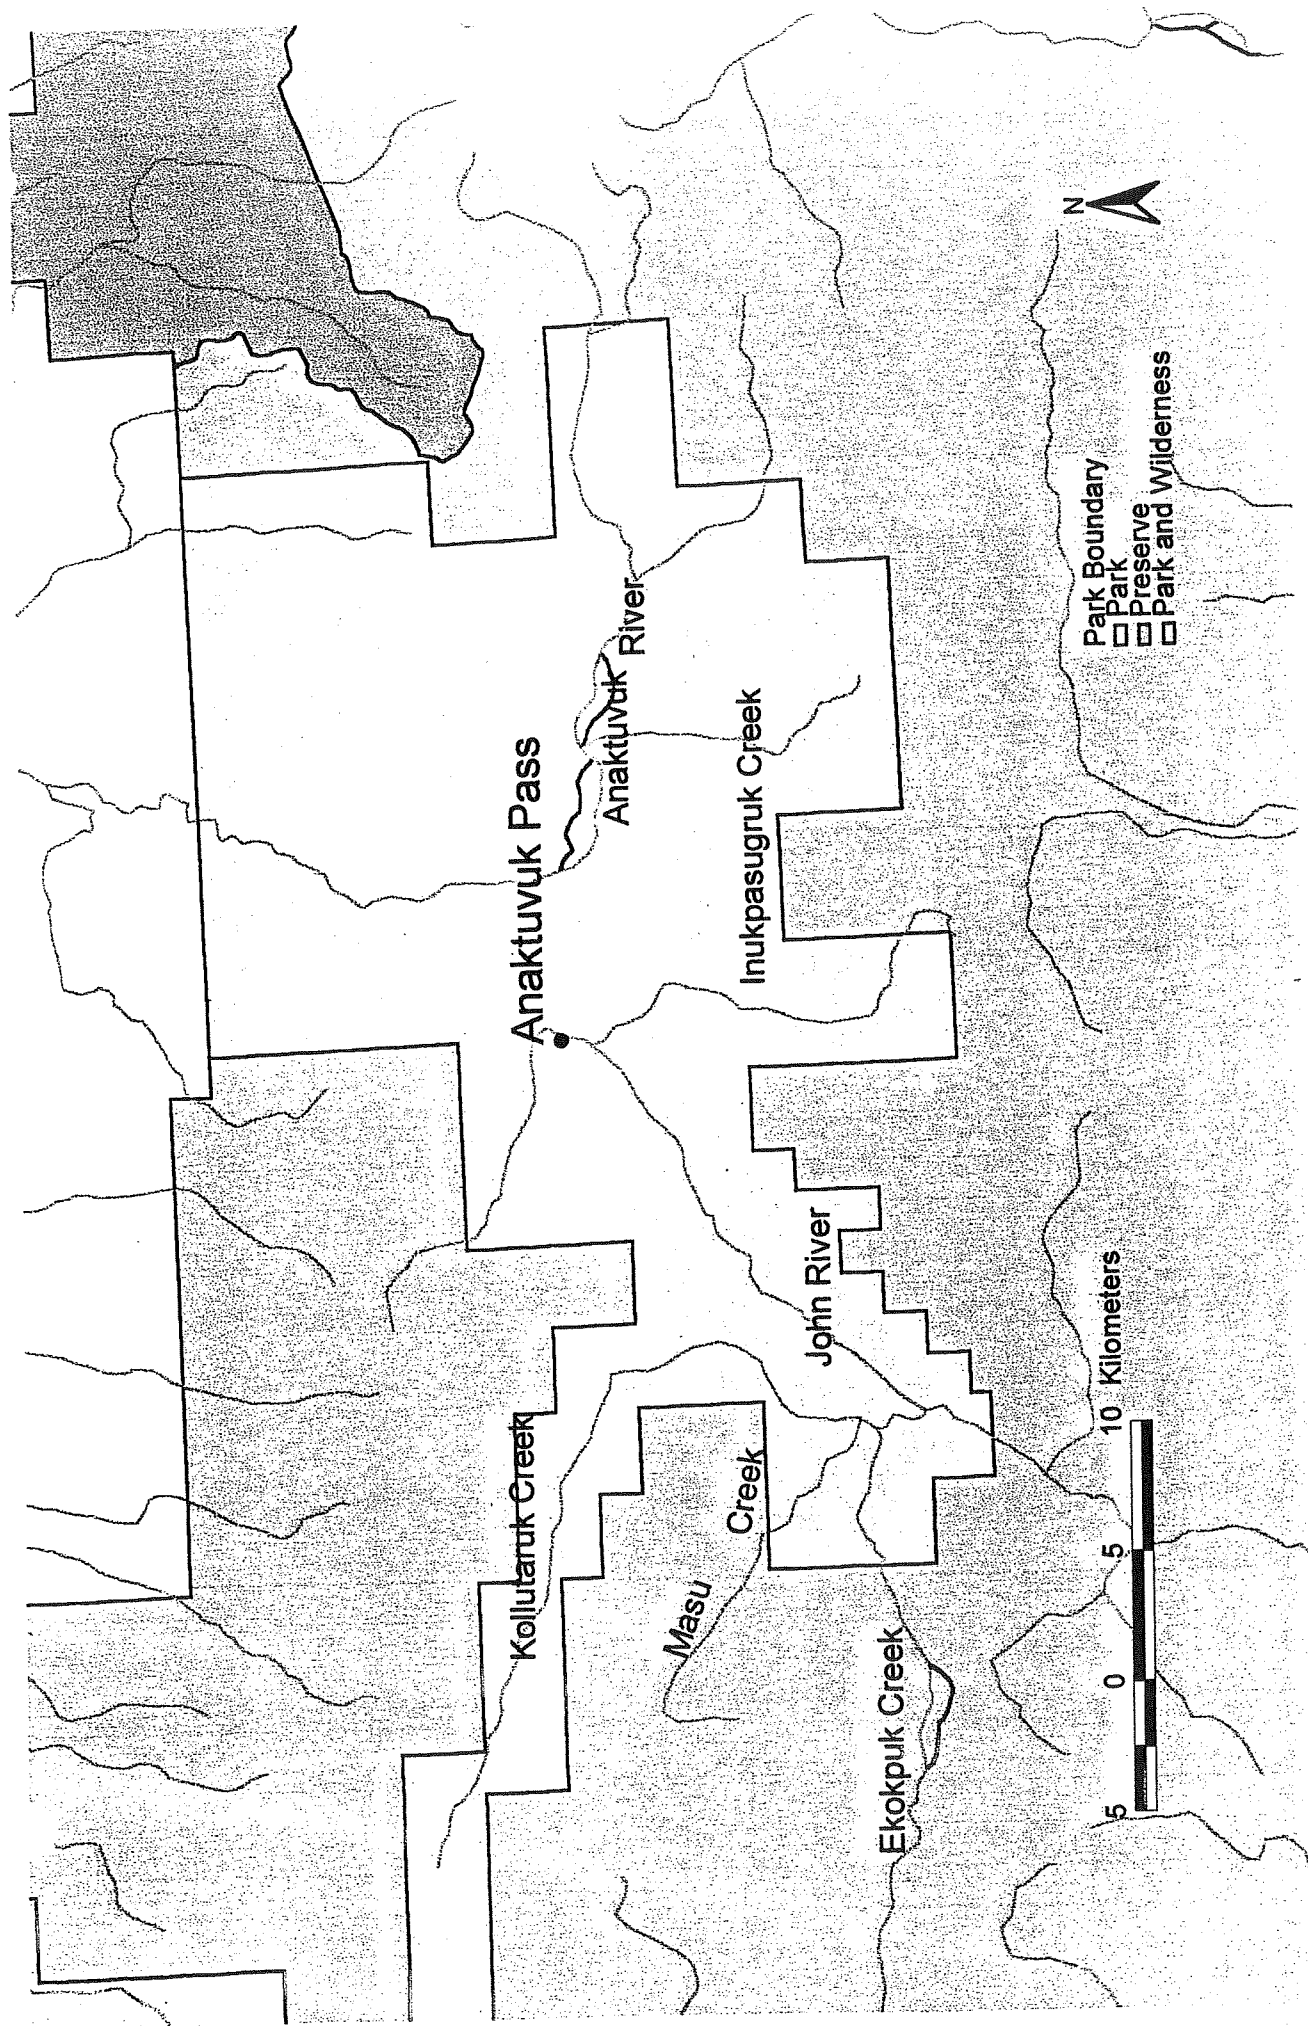 Anaktuvuk Pass
Anaktuvuk
River
Inukpasugruk Creek
Kollutaruk Creek
Masu
Creek
John River
Ekokpuk Creek
N
Park Boundary
Park
Preserve
Park and Wilderness
5 0 5 10 Kilometers